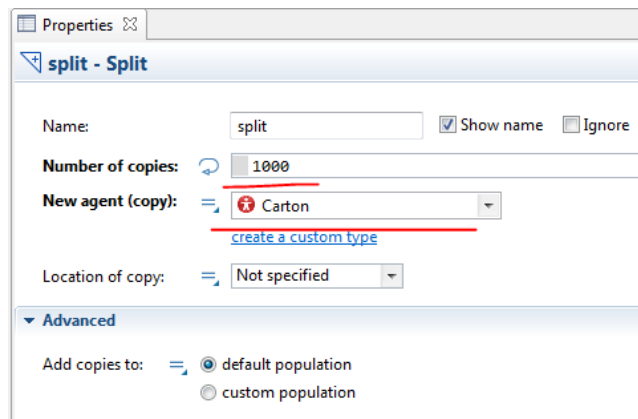 Properties
split - Split
Name: split Show name Ignore
Number of copies: 1000
New agent (copy): Carton
create a custom type
Location of copy: Not specified
Advanced
Add copies to: default population
custom population